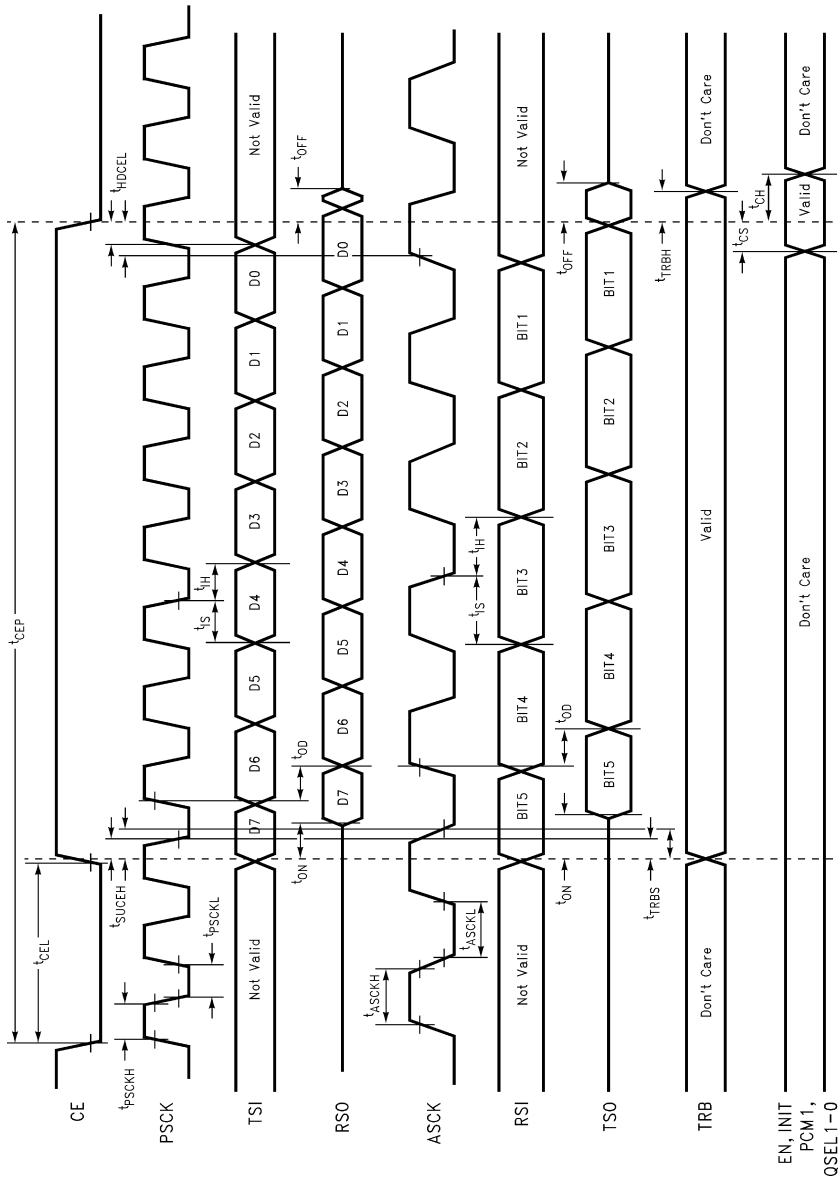 CE
tCEP
tCEL
PSCK
tPSCKH
tPSCKL
tSUCEH
tHDCEL
TSI
Not Valid
D7
D6
D5
D4
D3
D2
D1
D0
Not Valid
tIS
tIH
RSO
tON
tOD
D7
D6
D5
D4
D3
D2
D1
D0
tOFF
ASCK
tASCKH
tASCKL
RSI
Not Valid
BIT5
BIT4
BIT3
BIT2
BIT1
Not Valid
tIS
tIH
TSO
tON
tOD
BIT5
BIT4
BIT3
BIT2
BIT1
tOFF
TRB
Don't Care
tTRBS
Valid
tTRBH
Don't Care
EN, INIT
PCM1,
QSEL1-0
Don't Care
tCS
tCH
Valid
Don't Care